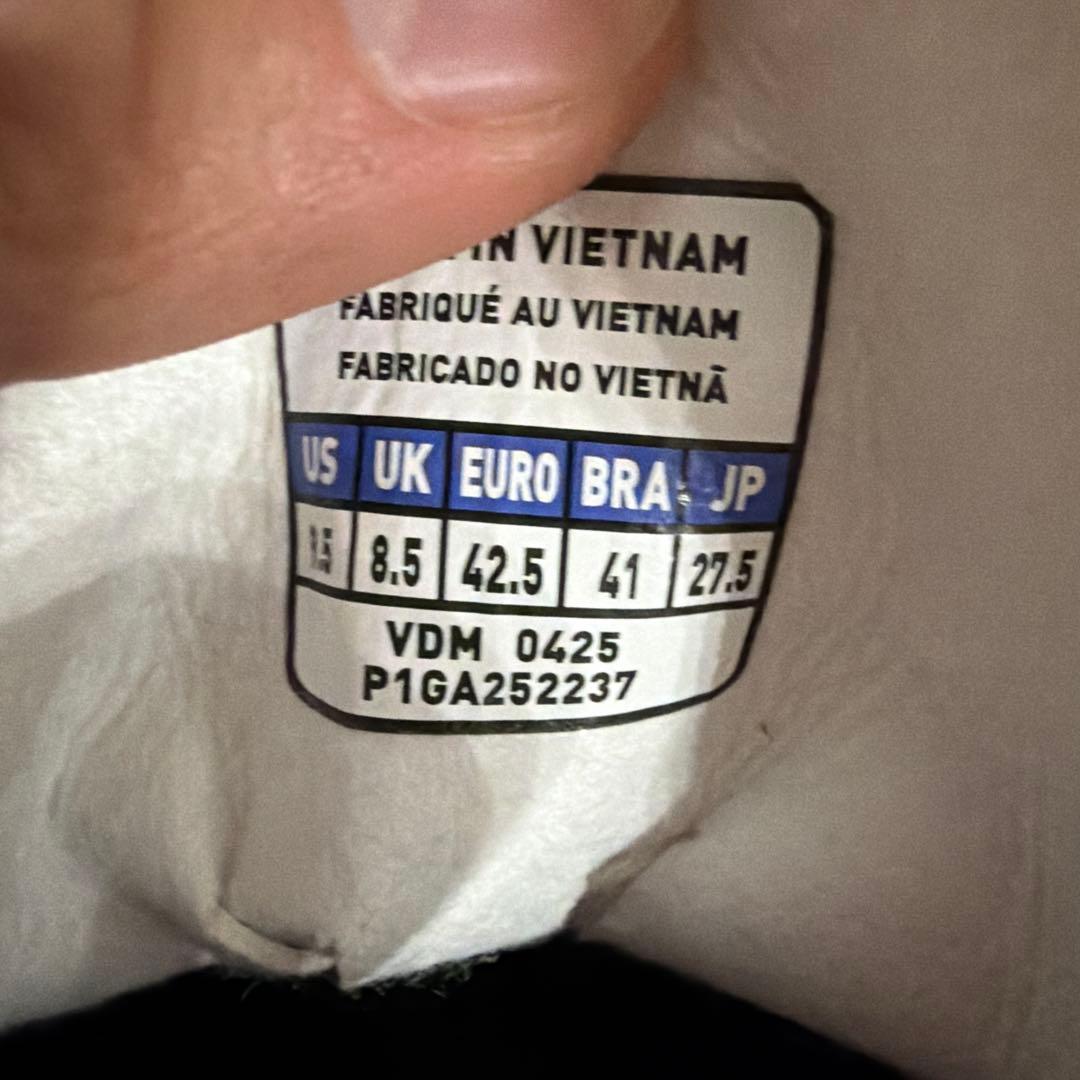 IN VIETNAM
FABRIQUÉ AU VIETNAM
FABRICADO NO VIETNÃ
US UK EURO BRA JP
8.5 42.5 41 27.5
VDM 0425
P1GA252237